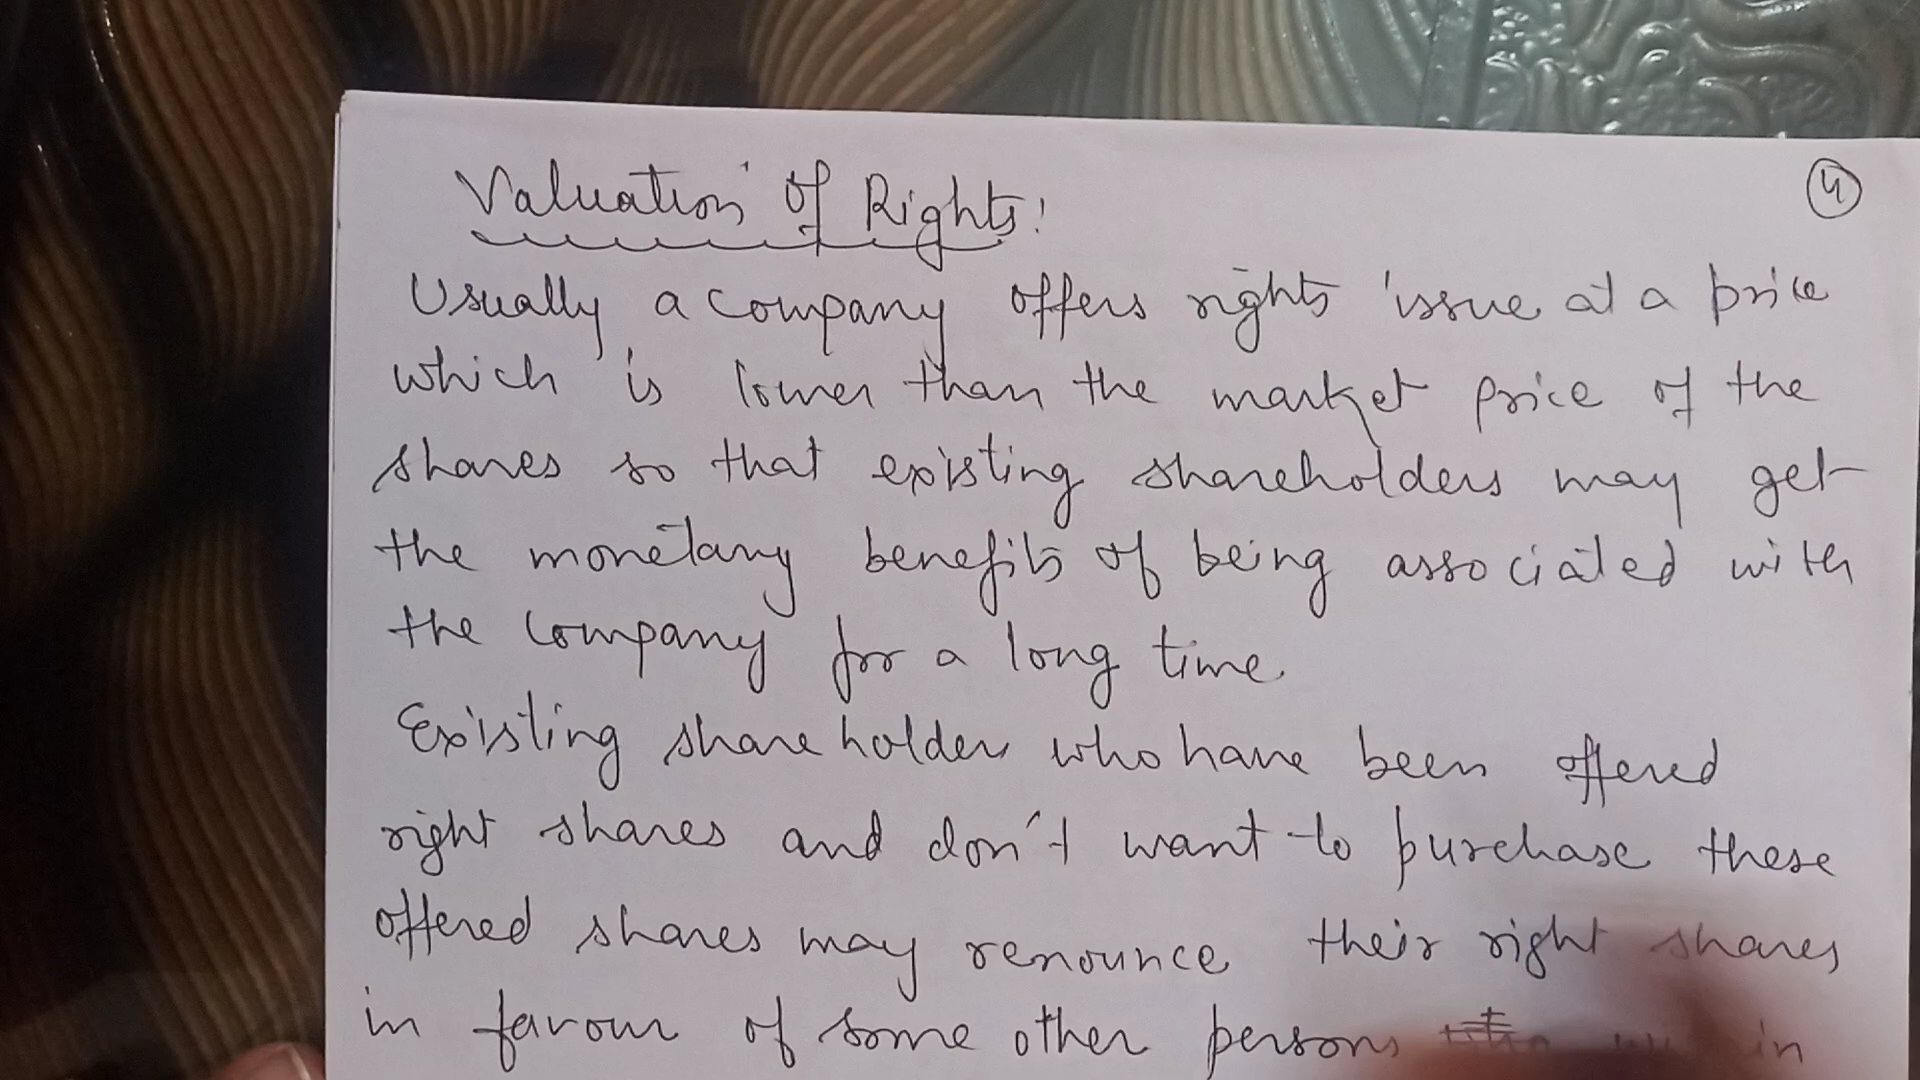 Valuation of Rights:
4
Usually a company offers rights issue at a price
which is lower than the market price of the
shares so that existing shareholders may get
the monetary benefits of being associated with
the company for a long time.
Existing shareholders who have been offered
right shares and don't want to purchase these
offered shares may renounce their right shares
in favour of some other persons in